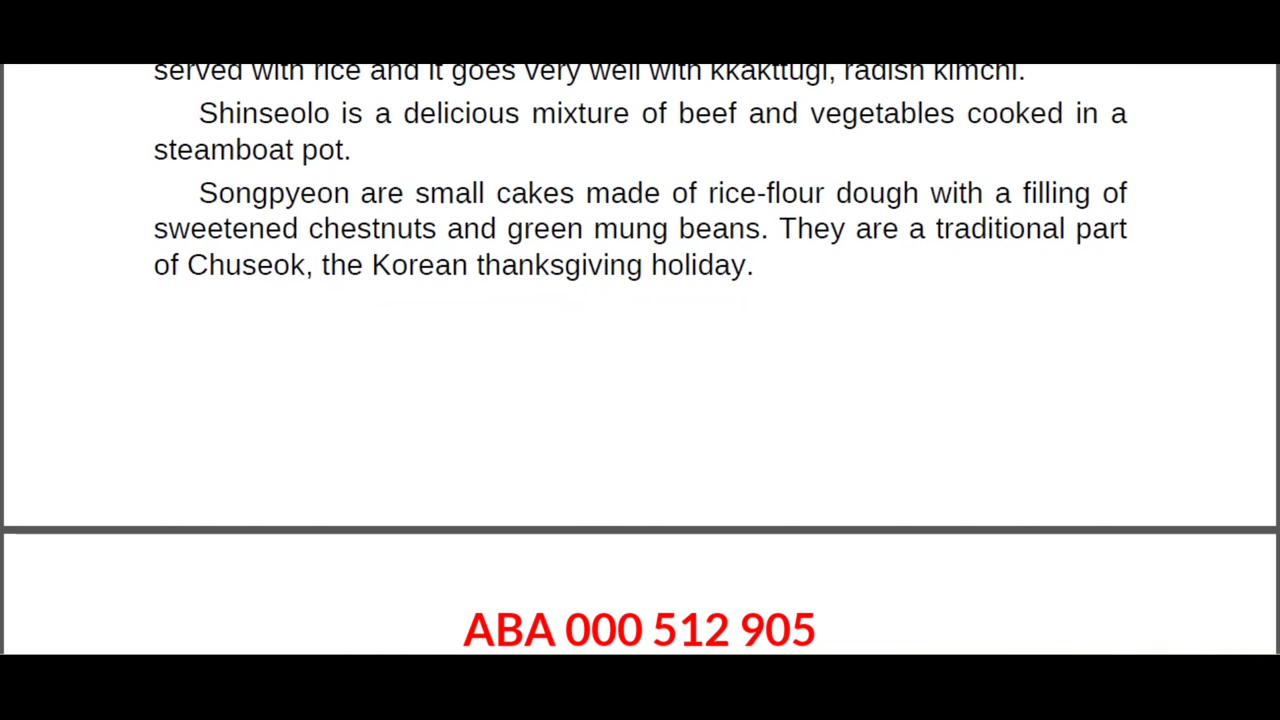 served with rice and it goes very well with kkakttugi, radish kimchi.
Shinseolo is a delicious mixture of beef and vegetables cooked in a
steamboat pot.
Songpyeon are small cakes made of rice-flour dough with a filling of
sweetened chestnuts and green mung beans. They are a traditional part
of Chuseok, the Korean thanksgiving holiday.
ABA 000 512 905